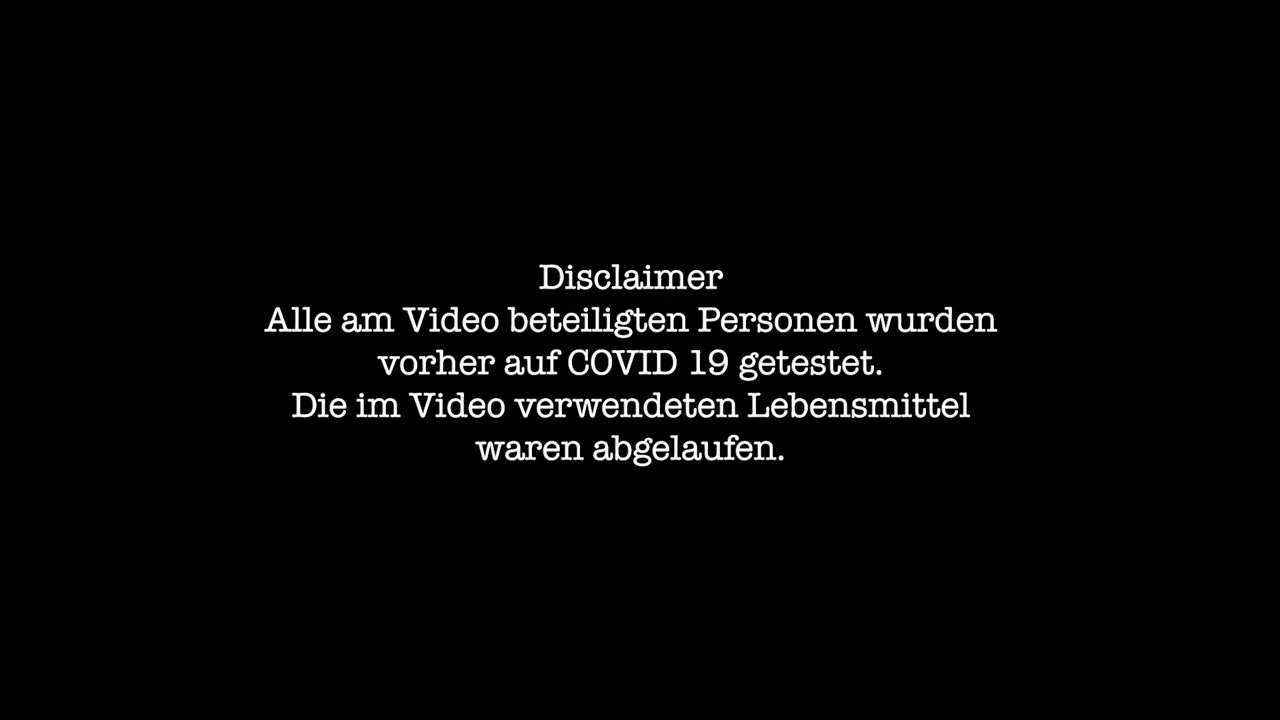 Disclaimer
Alle am Video beteiligten Personen wurden
vorher auf COVID 19 getestet.
Die im Video verwendeten Lebensmittel
waren abgelaufen.